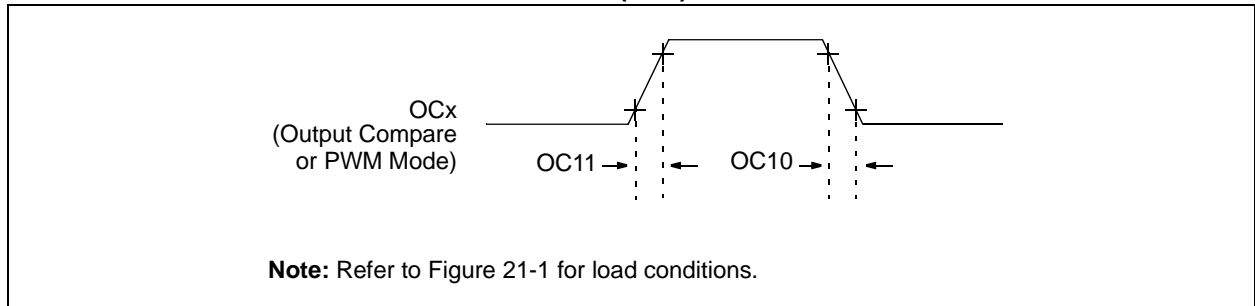 OCx
(Output Compare
or PWM Mode)
OC11
OC10
Note: Refer to Figure 21-1 for load conditions.